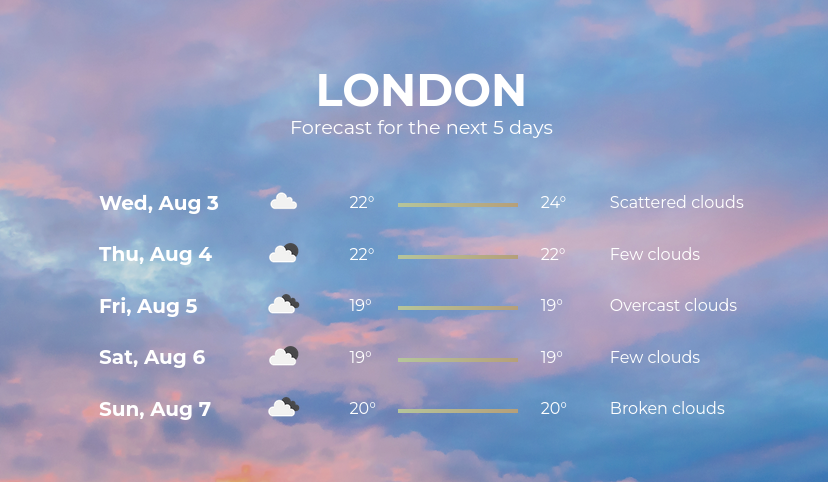 LONDON
Forecast for the next 5 days
Wed, Aug 3 22° 24° Scattered clouds
Thu, Aug 4 22° 22° Few clouds
Fri, Aug 5 19° 19° Overcast clouds
Sat, Aug 6 19° 19° Few clouds
Sun, Aug 7 20° 20° Broken clouds